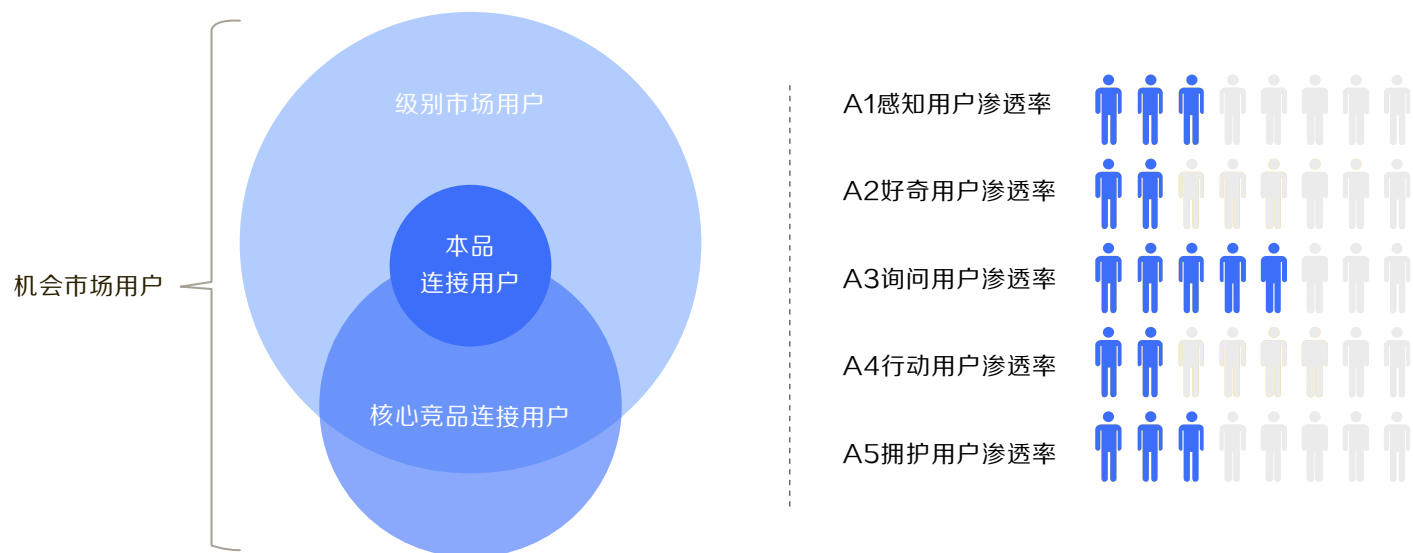 级别市场用户
本品
连接用户
核心竞品连接用户
机会市场用户
A1感知用户渗透率
A2好奇用户渗透率
A3询问用户渗透率
A4行动用户渗透率
A5拥护用户渗透率